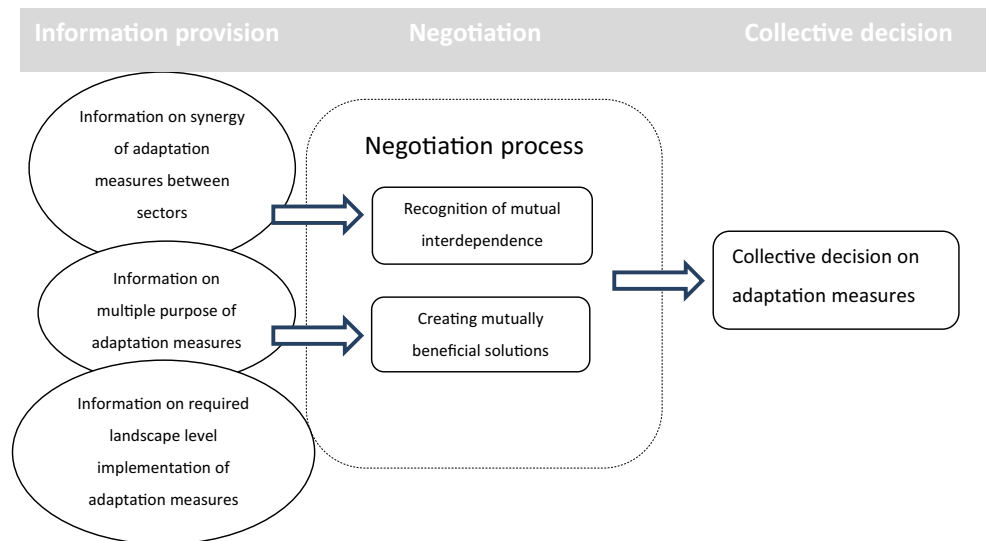 Information provision
Negotiation
Collective decision
Information on synergy
of adaptation
measures between
sectors
Information on
multiple purpose of
adaptation measures
Information on required
landscape level
implementation of
adaptation measures
Negotiation process
Recognition of mutual
interdependence
Creating mutually
beneficial solutions
Collective decision on
adaptation measures